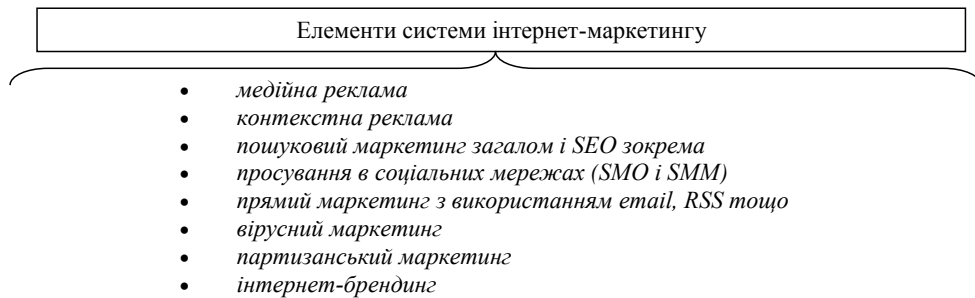 Елементи системи інтернет-маркетингу
• медійна реклама
• контекстна реклама
• пошуковий маркетинг загалом і SEO зокрема
• просування в соціальних мережах (SMO і SMM)
• прямий маркетинг з використанням email, RSS тощо
• вірусний маркетинг
• партизанський маркетинг
• інтернет-брендинг